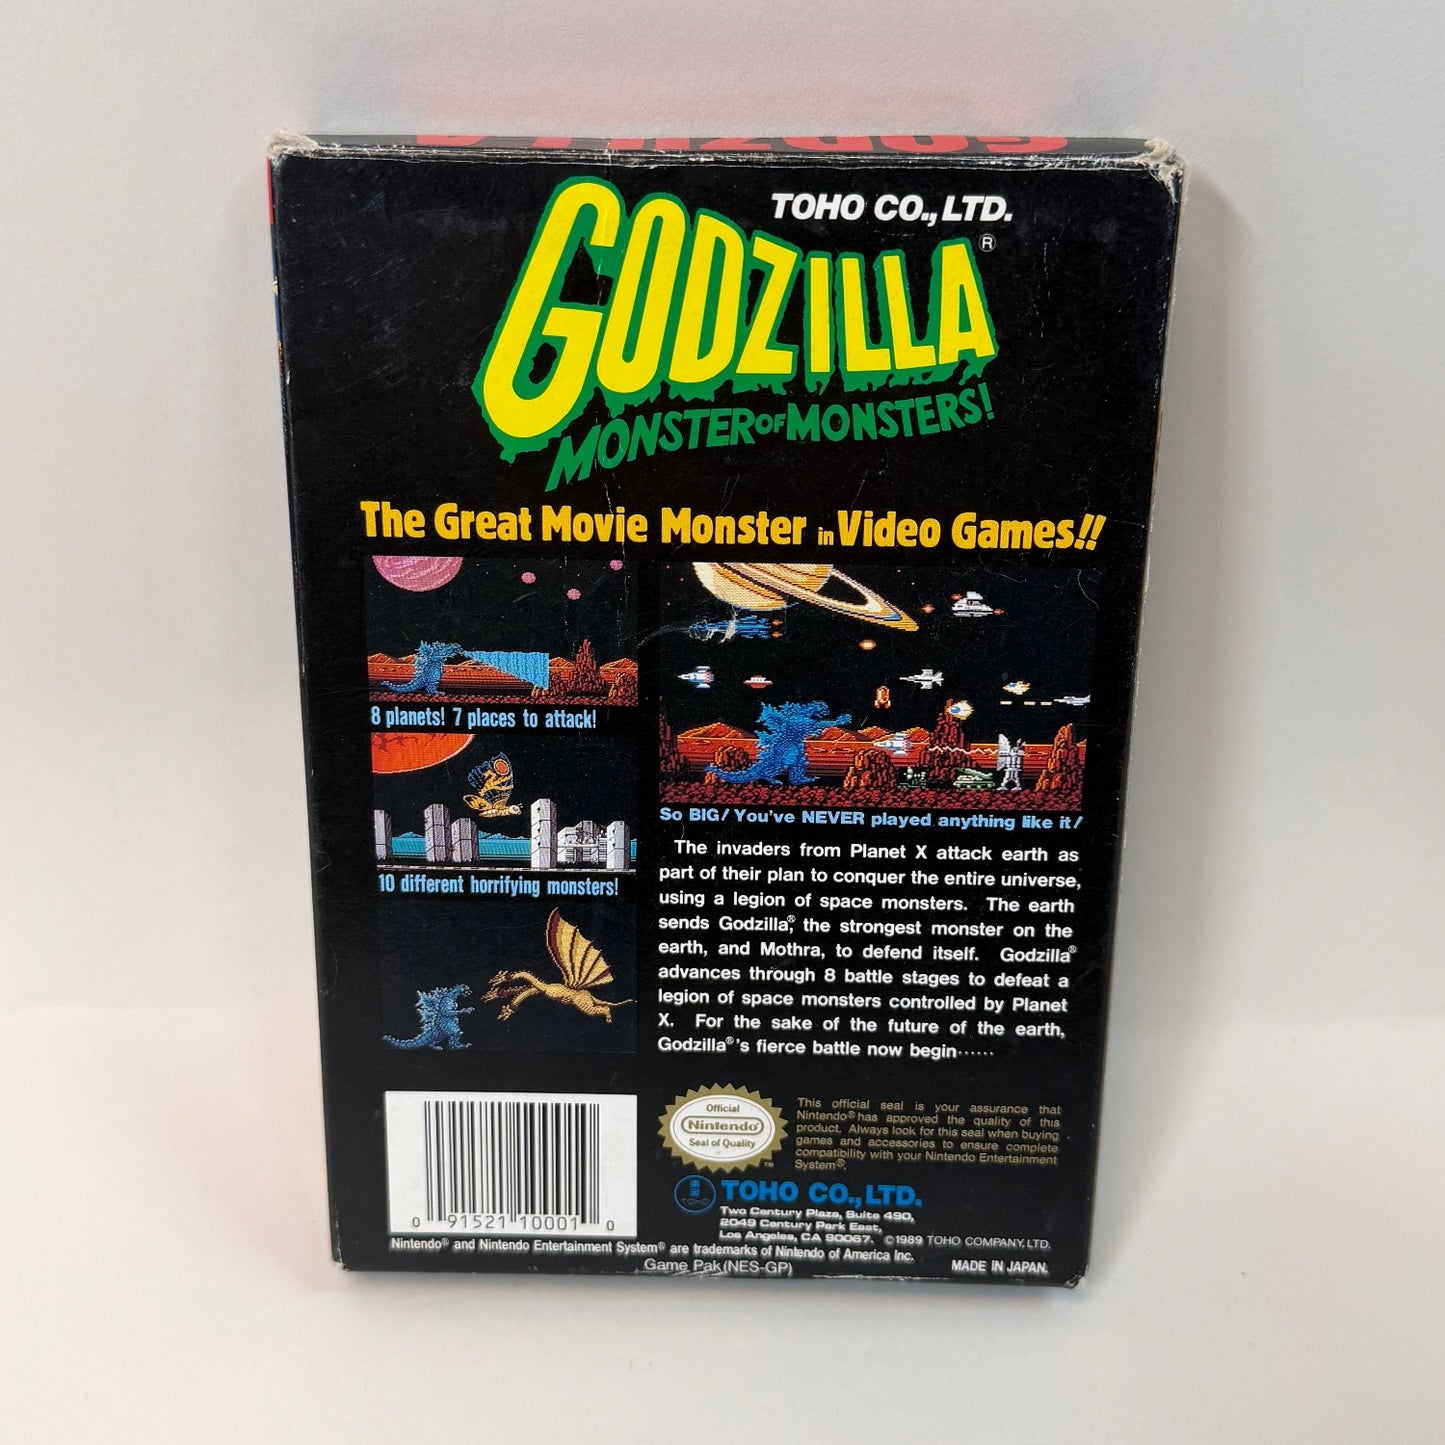 GODZILLA
TOHO CO.,LTD.
GODZILLA®
MONSTER OF MONSTERS!
The Great Movie Monster in Video Games!!
8 planets! 7 places to attack!
10 different horrifying monsters!
So BIG! You've NEVER played anything like it!
The invaders from Planet X attack earth as
part of their plan to conquer the entire universe,
using a legion of space monsters. The earth
sends Godzilla®, the strongest monster on the
earth, and Mothra, to defend itself. Godzilla®
advances through 8 battle stages to defeat a
legion of space monsters controlled by Planet
X. For the sake of the future of the earth,
Godzilla®'s fierce battle now begin······
0 91521 10001 0
Official
Nintendo
Seal of Quality
TM
This official seal is your assurance that
Nintendo® has approved the quality of this
product. Always look for this seal when buying
games and accessories to ensure complete
compatibility with your Nintendo Entertainment
System®.
TOHO
TOHO CO.,LTD.
Two Century Plaza, Suite 490,
2049 Century Park East,
Los Angeles, CA 90067. ©1989 TOHO COMPANY, LTD.
Nintendo® and Nintendo Entertainment System® are trademarks of Nintendo of America Inc.
Game Pak(NES-GP)
MADE IN JAPAN.